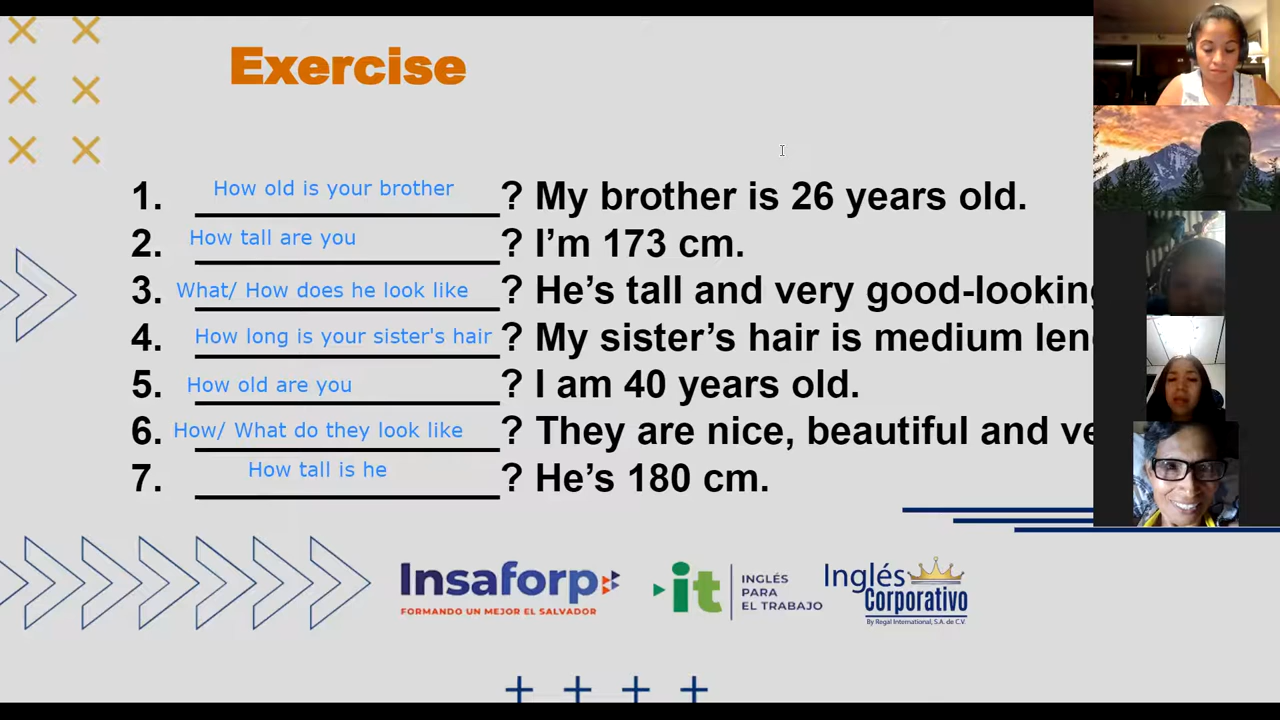 Exercise
1. How old is your brother ? My brother is 26 years old.
2. How tall are you ? I’m 173 cm.
3. What/ How does he look like ? He’s tall and very good-looking
4. How long is your sister's hair ? My sister’s hair is medium len
5. How old are you ? I am 40 years old.
6. How/ What do they look like ? They are nice, beautiful and ve
7. How tall is he ? He’s 180 cm.
Insaforp
FORMANDO UN MEJOR EL SALVADOR
it
INGLÉS
PARA
EL TRABAJO
Inglés
Corporativo
By Regal International, S.A. de C.V.